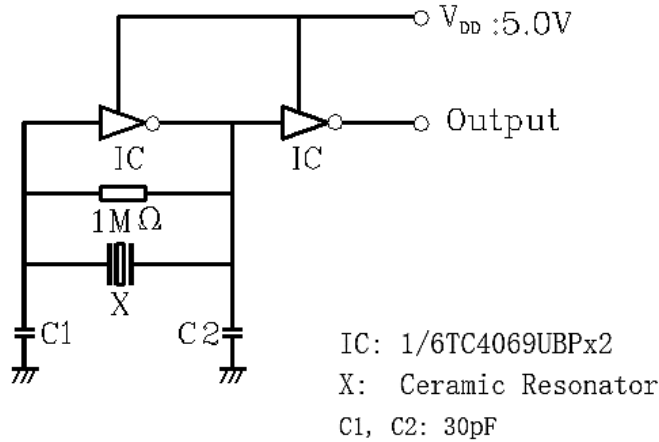 V_DD :5.0V
Output
IC
IC
1MΩ
X
C1
C2
IC: 1/6TC4069UBPx2
X: Ceramic Resonator
C1, C2: 30pF